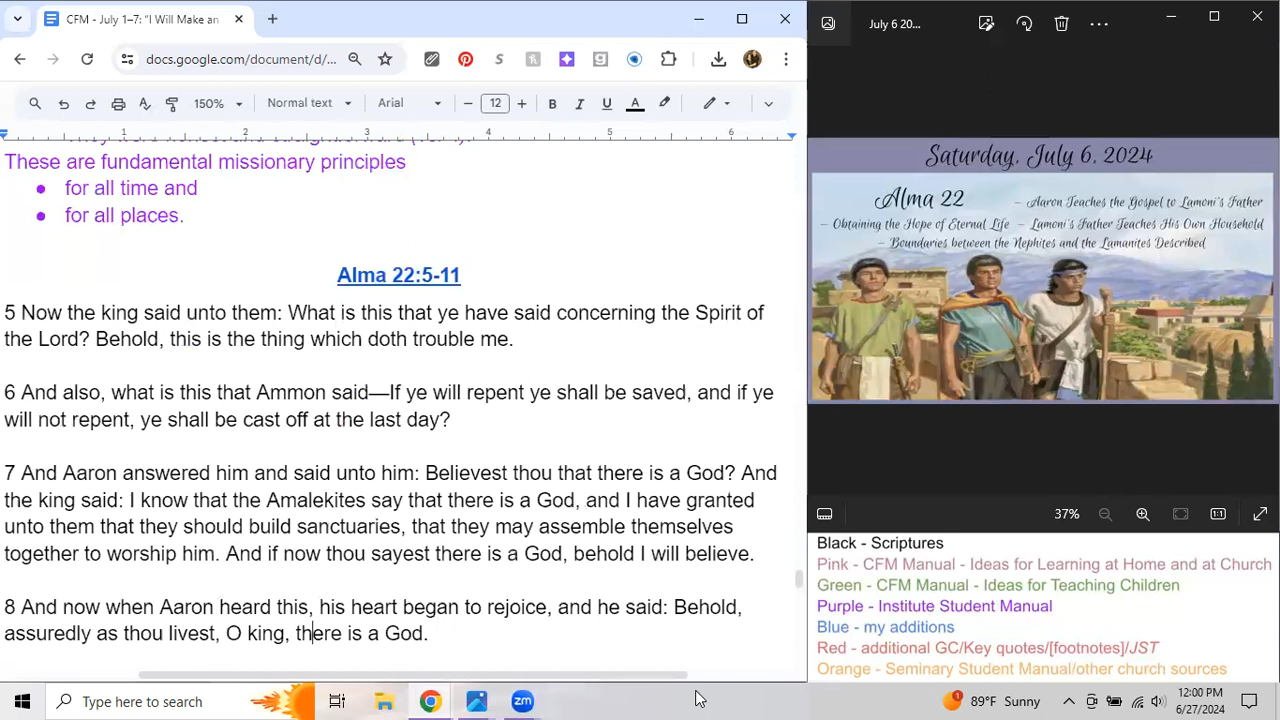 CFM - July 1–7: “I Will Make an
docs.google.com/document/d/...
150%
Normal text
Arial
12
1 2 3 4 5 6
These are fundamental missionary principles
● for all time and
● for all places.
Alma 22:5-11
5 Now the king said unto them: What is this that ye have said concerning the Spirit of
the Lord? Behold, this is the thing which doth trouble me.
6 And also, what is this that Ammon said—If ye will repent ye shall be saved, and if ye
will not repent, ye shall be cast off at the last day?
7 And Aaron answered him and said unto him: Believest thou that there is a God? And
the king said: I know that the Amalekites say that there is a God, and I have granted
unto them that they should build sanctuaries, that they may assemble themselves
together to worship him. And if now thou sayest there is a God, behold I will believe.
8 And now when Aaron heard this, his heart began to rejoice, and he said: Behold,
assuredly as thou livest, O king, there is a God.
July 6 20...
Saturday, July 6, 2024
Alma 22 – Aaron Teaches the Gospel to Lamoni's Father
– Obtaining the Hope of Eternal Life – Lamoni's Father Teaches His Own Household
– Boundaries between the Nephites and the Lamanites Described
37%
Black - Scriptures
Pink - CFM Manual - Ideas for Learning at Home and at Church
Green - CFM Manual - Ideas for Teaching Children
Purple - Institute Student Manual
Blue - my additions
Red - additional GC/Key quotes/[footnotes]/JST
Orange - Seminary Student Manual/other church sources
Type here to search
1
89°F Sunny
12:00 PM
6/27/2024